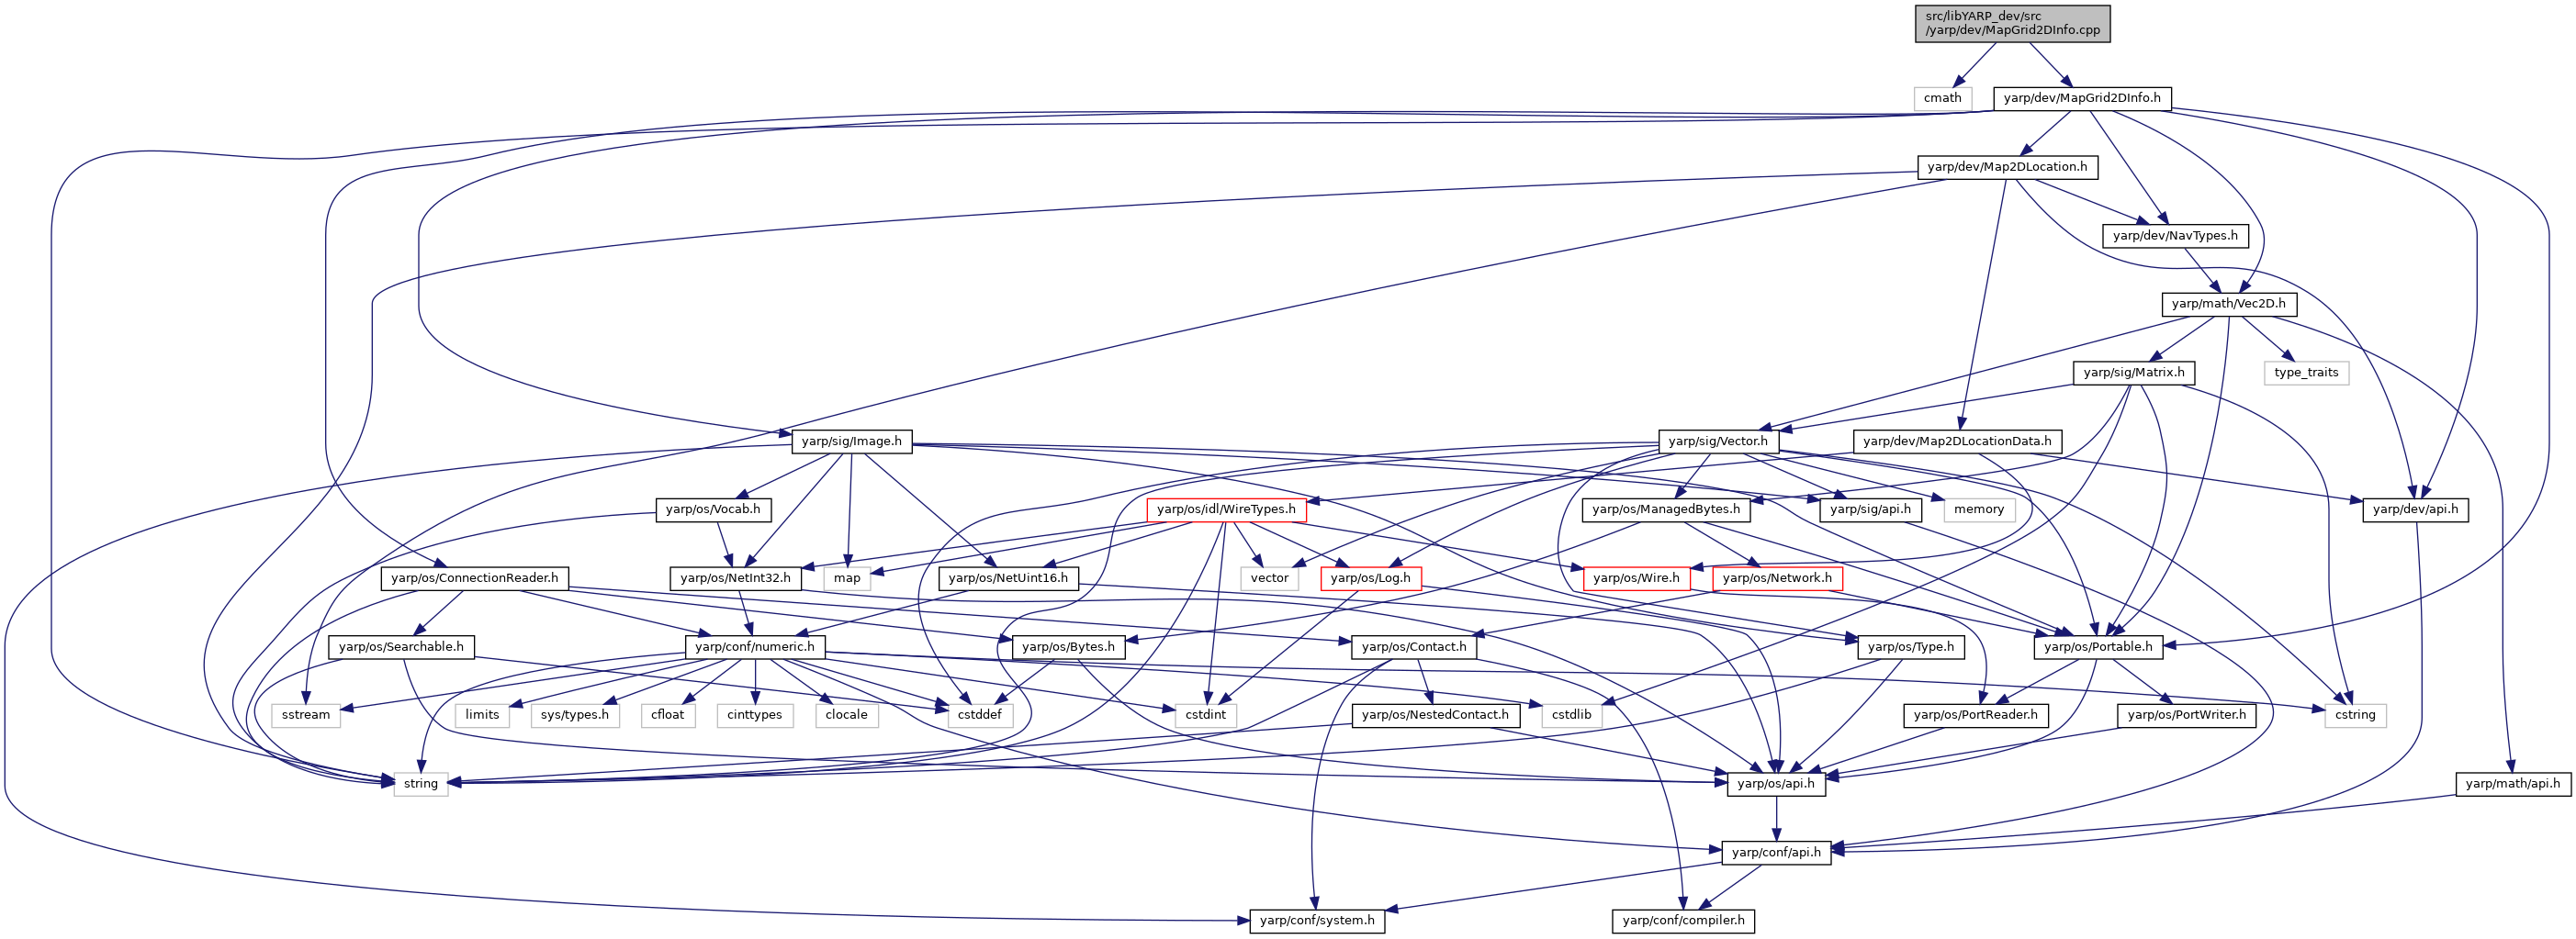 src/libYARP_dev/src
/yarp/dev/MapGrid2DInfo.cpp
cmath
yarp/dev/MapGrid2DInfo.h
yarp/dev/Map2DLocation.h
yarp/dev/NavTypes.h
yarp/math/Vec2D.h
yarp/sig/Matrix.h
type_traits
yarp/sig/Image.h
yarp/sig/Vector.h
yarp/dev/Map2DLocationData.h
yarp/os/Vocab.h
yarp/os/idl/WireTypes.h
yarp/os/ManagedBytes.h
yarp/sig/api.h
memory
yarp/dev/api.h
yarp/os/ConnectionReader.h
yarp/os/NetInt32.h
map
yarp/os/NetUint16.h
vector
yarp/os/Log.h
yarp/os/Wire.h
yarp/os/Network.h
yarp/os/Searchable.h
yarp/conf/numeric.h
yarp/os/Bytes.h
yarp/os/Contact.h
yarp/os/Type.h
yarp/os/Portable.h
sstream
limits
sys/types.h
cfloat
cinttypes
clocale
cstddef
cstdint
yarp/os/NestedContact.h
cstdlib
yarp/os/PortReader.h
yarp/os/PortWriter.h
cstring
string
yarp/os/api.h
yarp/math/api.h
yarp/conf/api.h
yarp/conf/system.h
yarp/conf/compiler.h